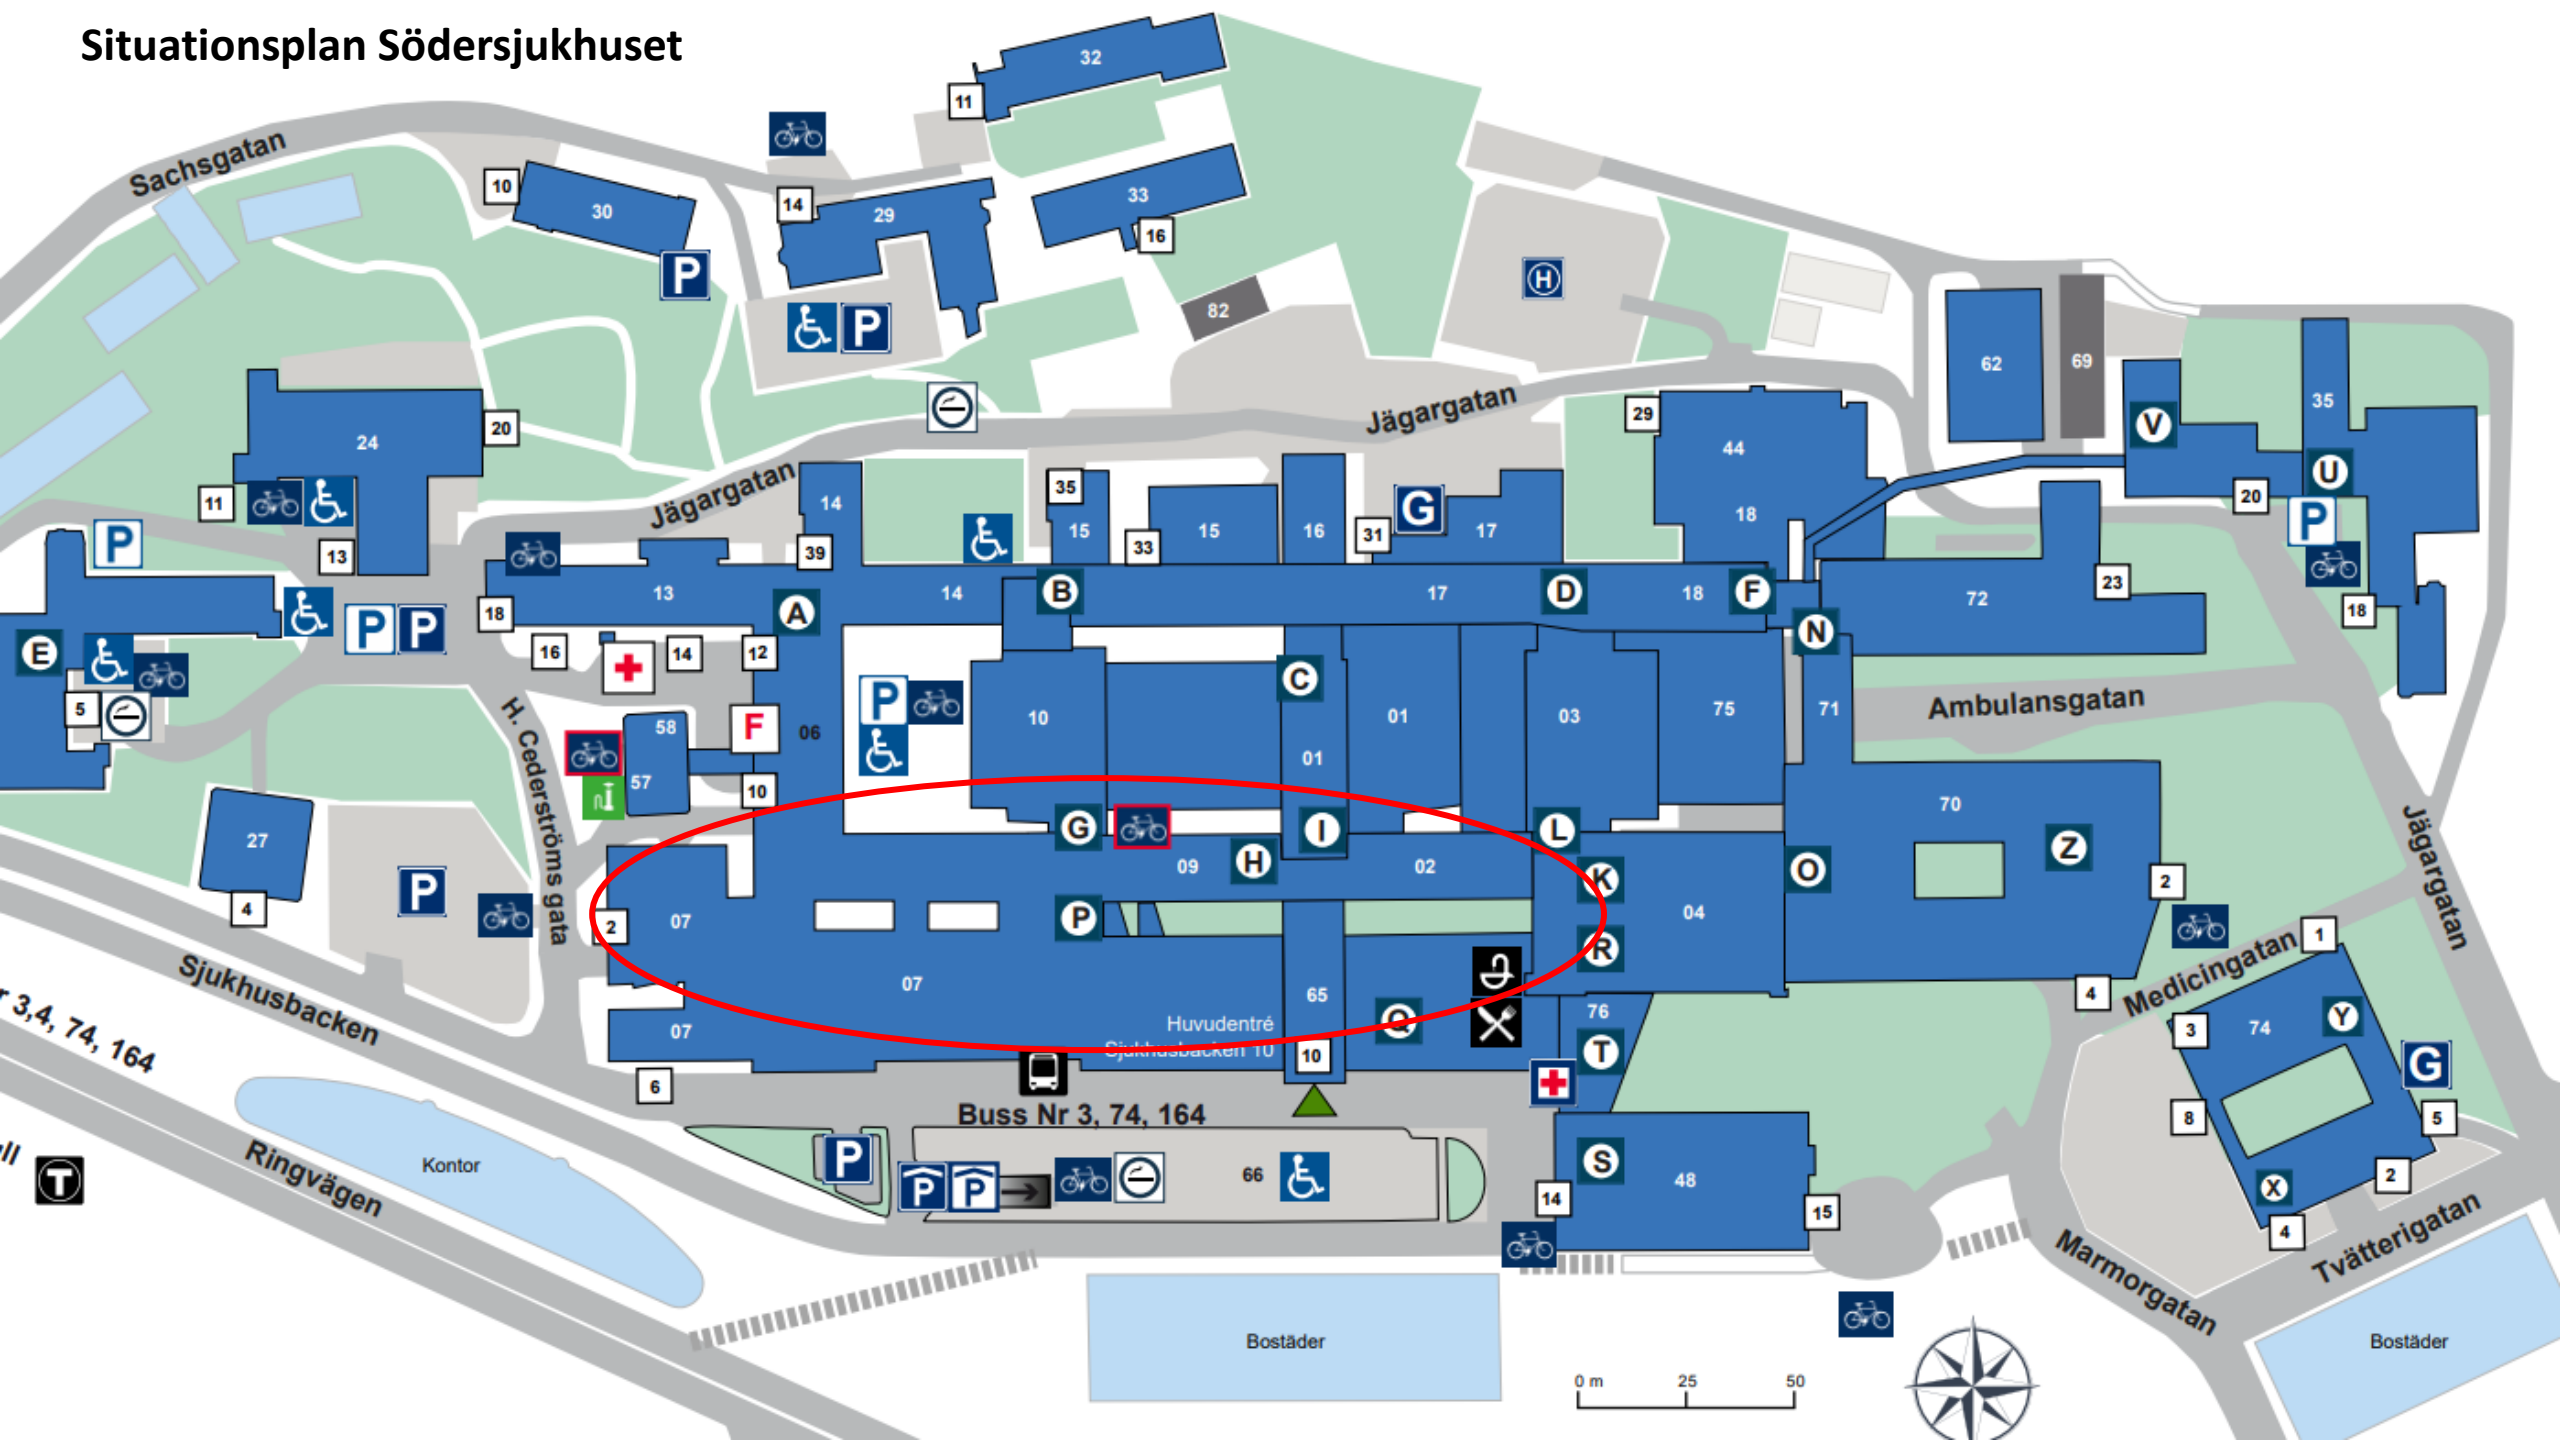 Situationsplan Södersjukhuset
32
11
Sachsgatan
10
30
P
14
29
33
16
P
82
H
62
69
35
V
U
Jägargatan
29
44
18
24
20
11
13
P
20
P
18
Jägargatan
14
39
35
15
33
15
16
31
G
17
E
5
P
P
18
13
16
14
12
A
14
B
17
D
18
F
N
72
23
H. Cederströms gata
58
57
F
10
06
P
10
C
01
01
03
75
71
Ambulansgatan
Jägargatan
27
4
P
2
07
07
07
G
I
H
09
02
P
L
K
R
04
O
70
Z
2
4
Medicingatan
1
3
74
Y
G
8
5
X
2
4
65
Q
76
T
Huvudentré
Sjukhusbacken 10
10
6
Sjukhusbacken
r 3,4, 74, 164
Buss Nr 3, 74, 164
P
P
P
66
S
48
14
15
Ringvägen
Kontor
ll
T
Marmorgatan
Tvätterigatan
Bostäder
Bostäder
0 m 25 50